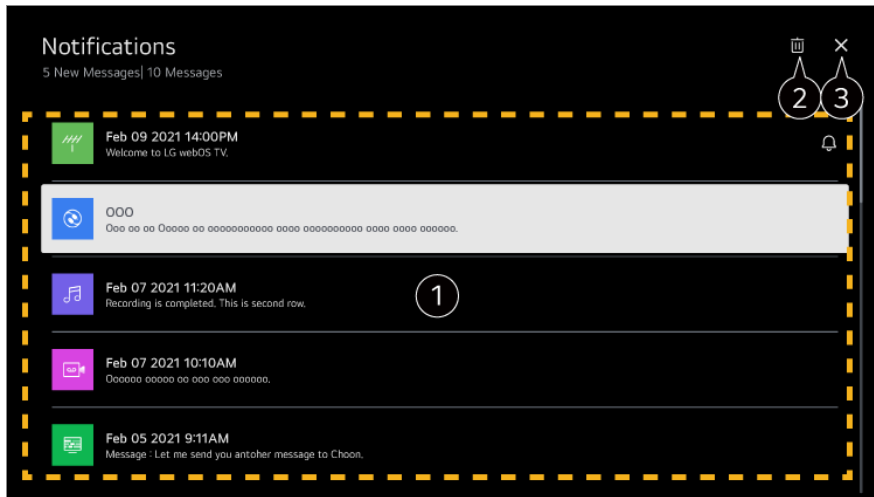 Notifications
5 New Messages| 10 Messages
2
3
Feb 09 2021 14:00PM
Welcome to LG webOS TV.
OOO
Ooo oo oo Ooooo oo ooooooooooo oooo oooooooooo oooo oooo oooooo.
Feb 07 2021 11:20AM
Recording is completed. This is second row.
1
Feb 07 2021 10:10AM
Oooooo ooooo oo ooo ooo oooooo.
Feb 05 2021 9:11AM
Message : Let me send you antoher message to Choon.